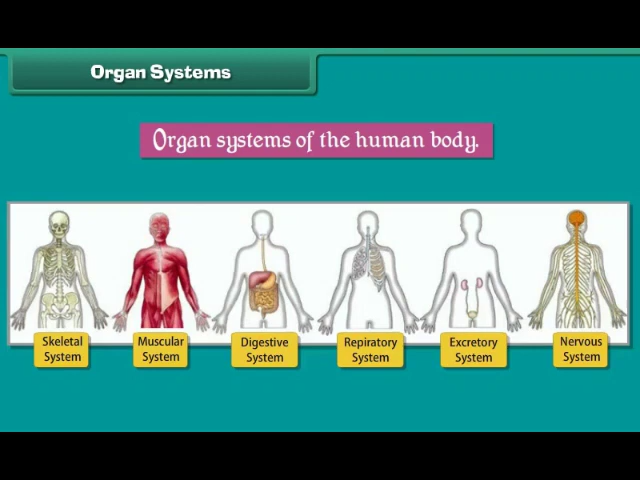 Organ Systems
Organ systems of the human body.
Skeletal
System
Muscular
System
Digestive
System
Repiratory
System
Excretory
System
Nervous
System